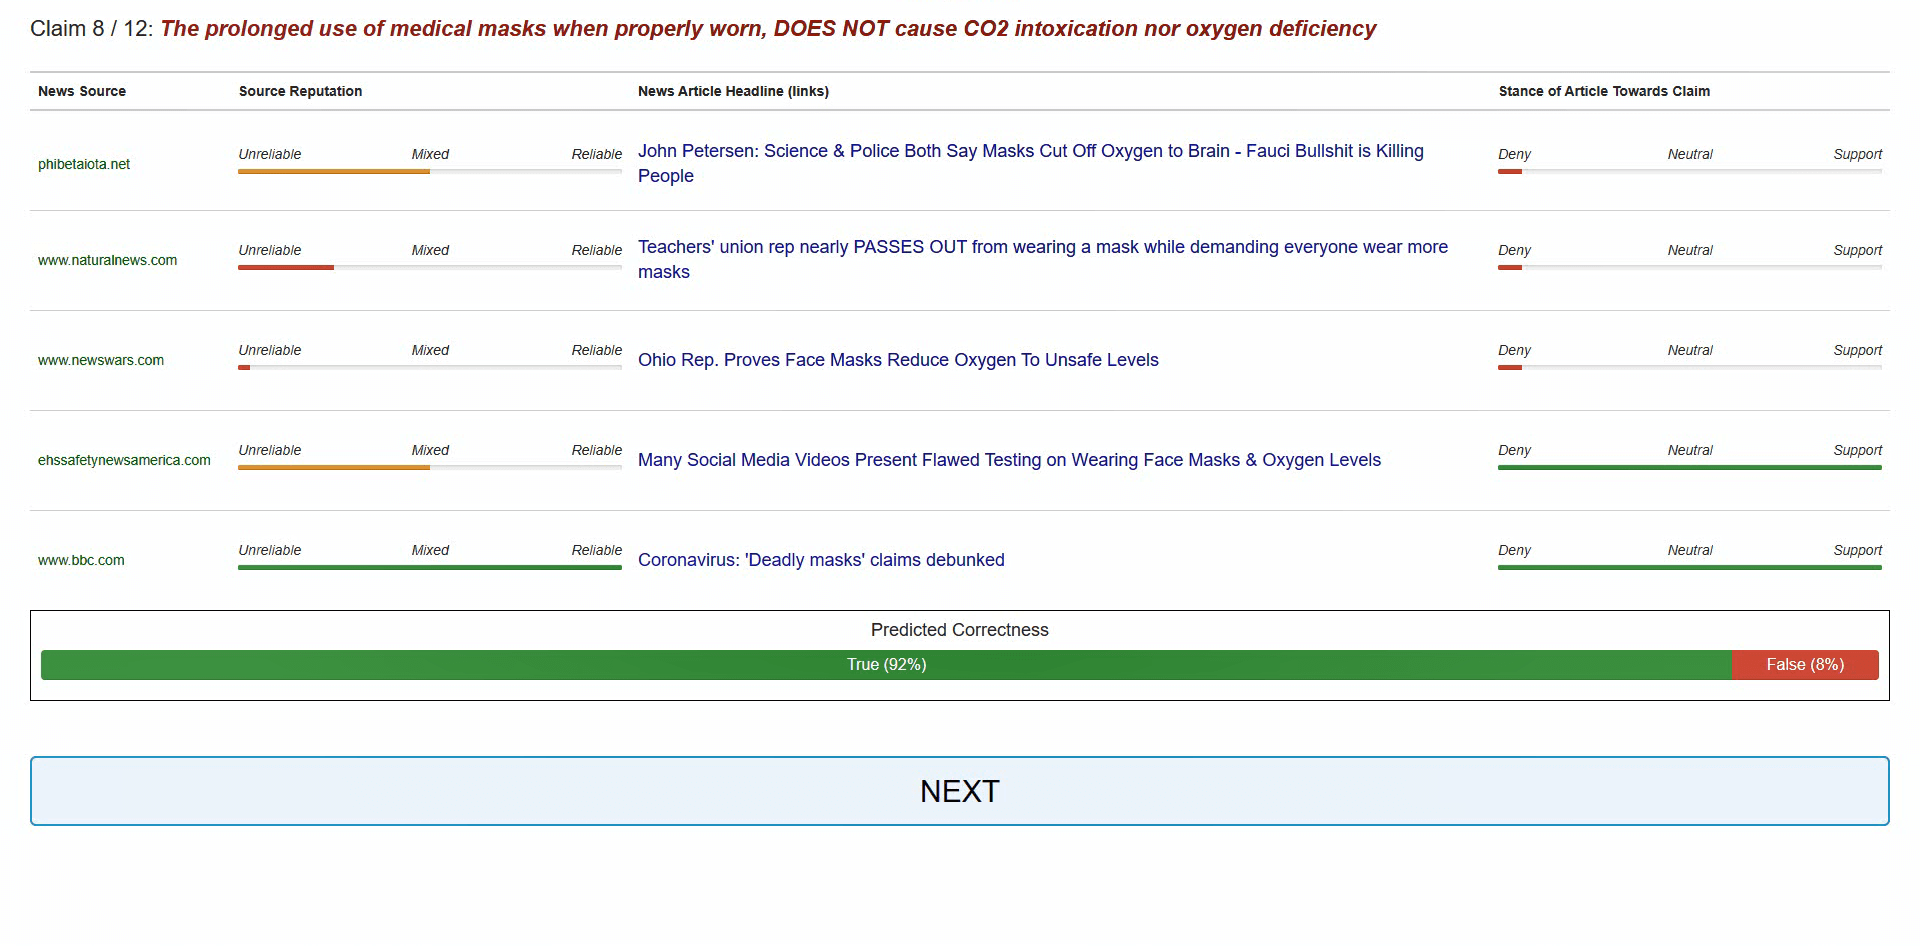 Claim 8 / 12: The prolonged use of medical masks when properly worn, DOES NOT cause CO2 intoxication nor oxygen deficiency
News Source Source Reputation News Article Headline (links) Stance of Article Towards Claim
phibetaiota.net
Unreliable Mixed Reliable
John Petersen: Science & Police Both Say Masks Cut Off Oxygen to Brain - Fauci Bullshit is Killing
People
Deny Neutral Support
www.naturalnews.com
Unreliable Mixed Reliable
Teachers' union rep nearly PASSES OUT from wearing a mask while demanding everyone wear more
masks
Deny Neutral Support
www.newswars.com
Unreliable Mixed Reliable
Ohio Rep. Proves Face Masks Reduce Oxygen To Unsafe Levels
Deny Neutral Support
ehssafetynewsamerica.com
Unreliable Mixed Reliable
Many Social Media Videos Present Flawed Testing on Wearing Face Masks & Oxygen Levels
Deny Neutral Support
www.bbc.com
Unreliable Mixed Reliable
Coronavirus: 'Deadly masks' claims debunked
Deny Neutral Support
Predicted Correctness
True (92%) False (8%)
NEXT